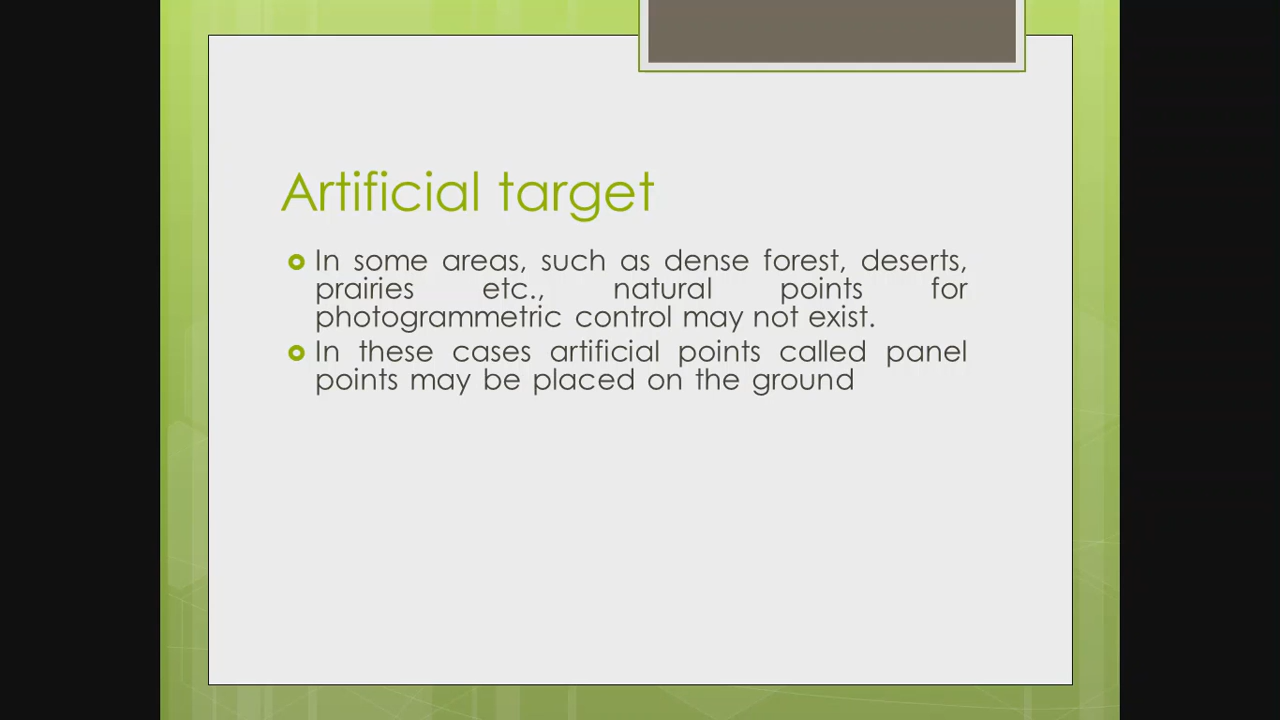 Artificial target
In some areas, such as dense forest, deserts,
prairies etc., natural points for
photogrammetric control may not exist.
In these cases artificial points called panel
points may be placed on the ground